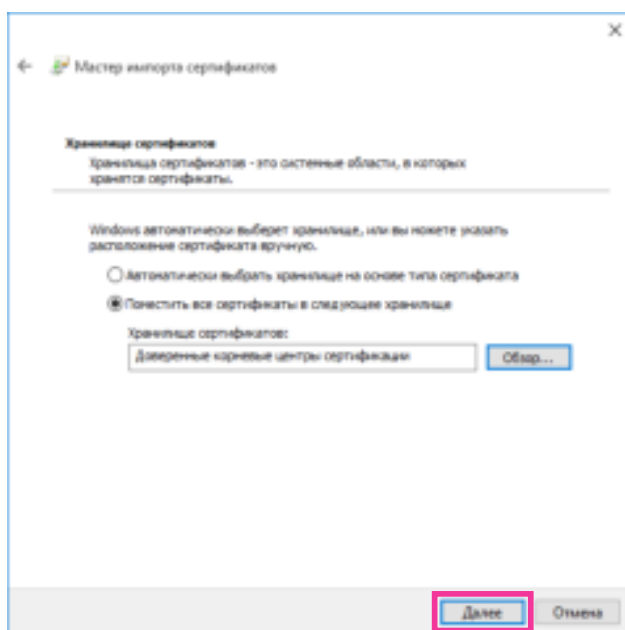 Мастер импорта сертификатов
Хранилище сертификатов
Хранилища сертификатов - это системные области, в которых
хранятся сертификаты.
Windows автоматически выберет хранилище, или вы можете указать
расположение сертификата вручную.
Автоматически выбрать хранилище на основе типа сертификата
Поместить все сертификаты в следующее хранилище
Хранилище сертификатов:
Доверенные корневые центры сертификации
Обзор...
Далее
Отмена